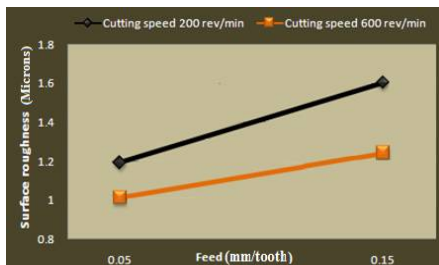 Cutting speed 200 rev/min Cutting speed 600 rev/min
Surface roughness (Microns)
1.8
1.6
1.4
1.2
1
0.8
0.05 Feed (mm/tooth) 0.15